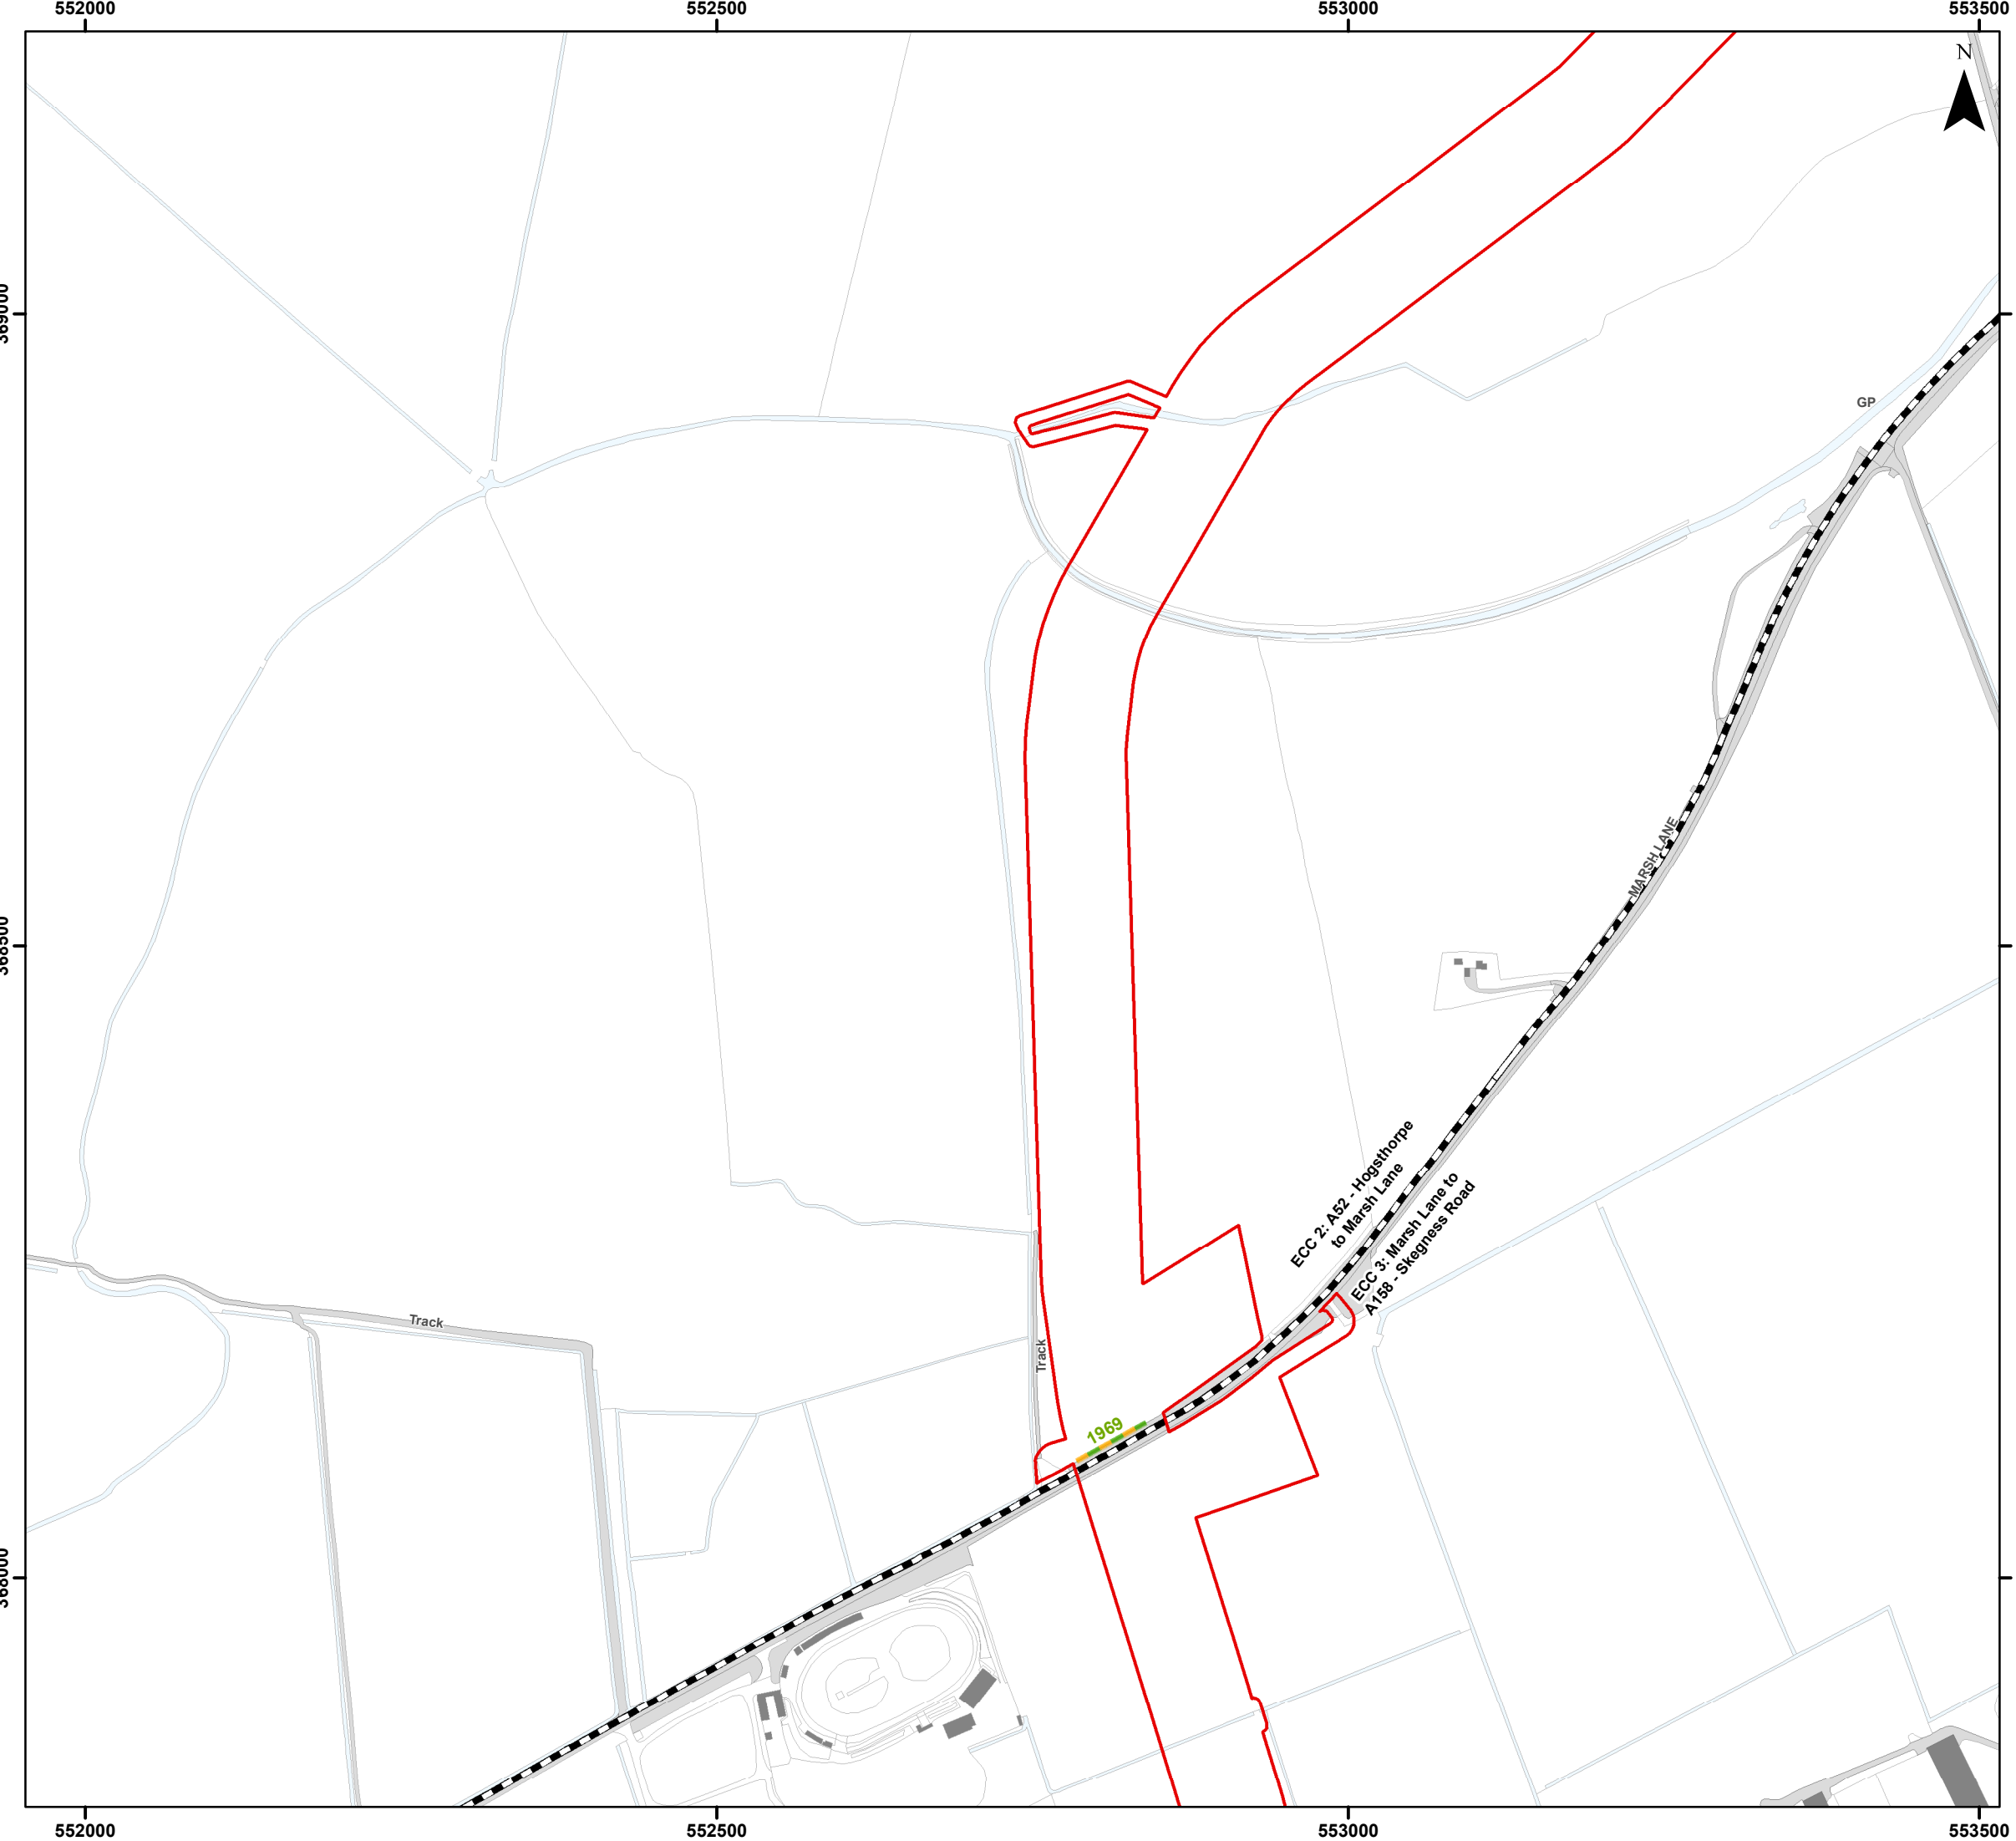 552000
552500
553000
553500
N
369000
GP
MARSH LANE
368500
ECC 2: A52 - Hogsthorpe
to Marsh Lane
ECC 3: Marsh Lane to
A158 - Skegness Road
Track
Track
1969
368000
552000
552500
553000
553500